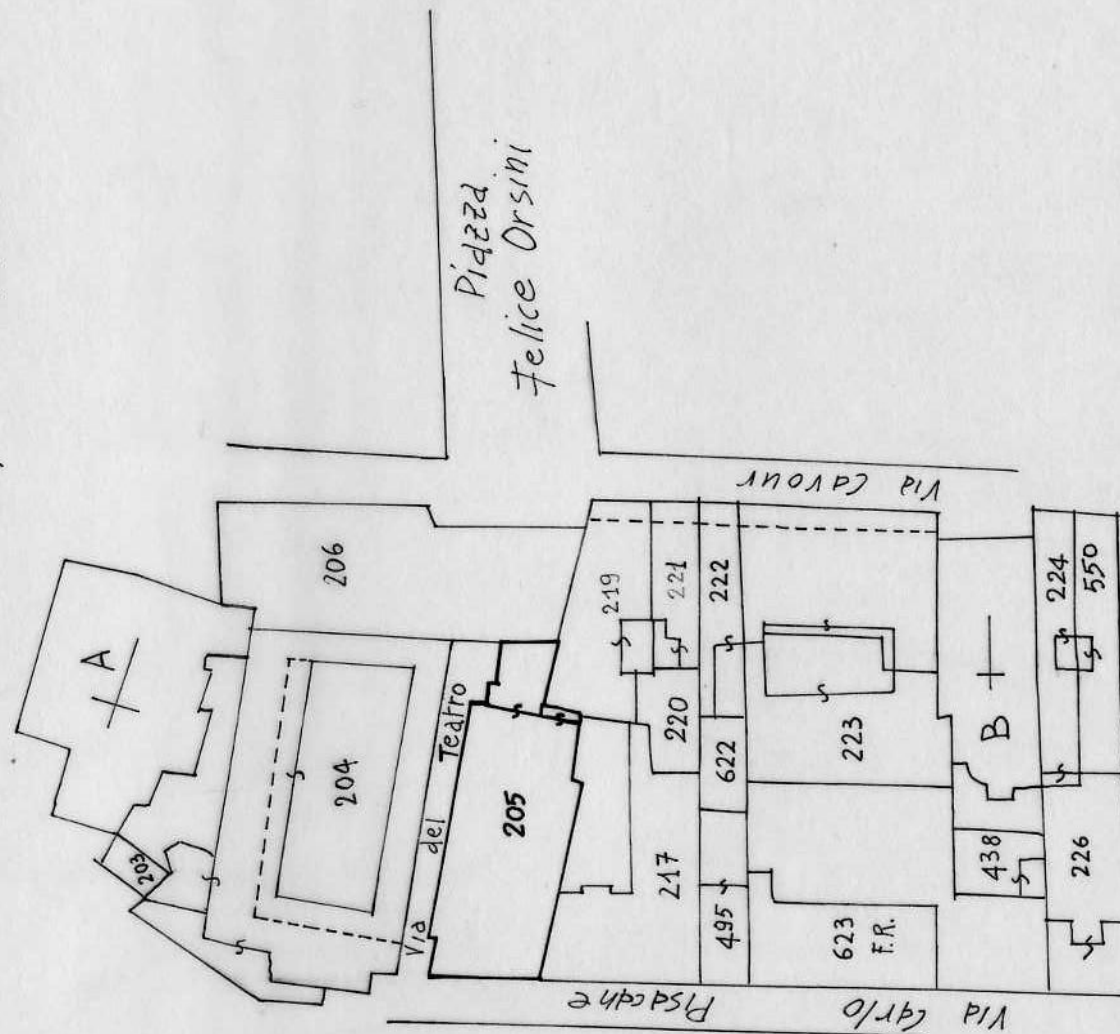 Piazza
Felice Orsini
A
203
206
204
Via del Teatro
205
219
221
222
220
622
217
495
223
623
F.R.
B
438
224
550
226
Via Cavour
Via Carlo Pisacane